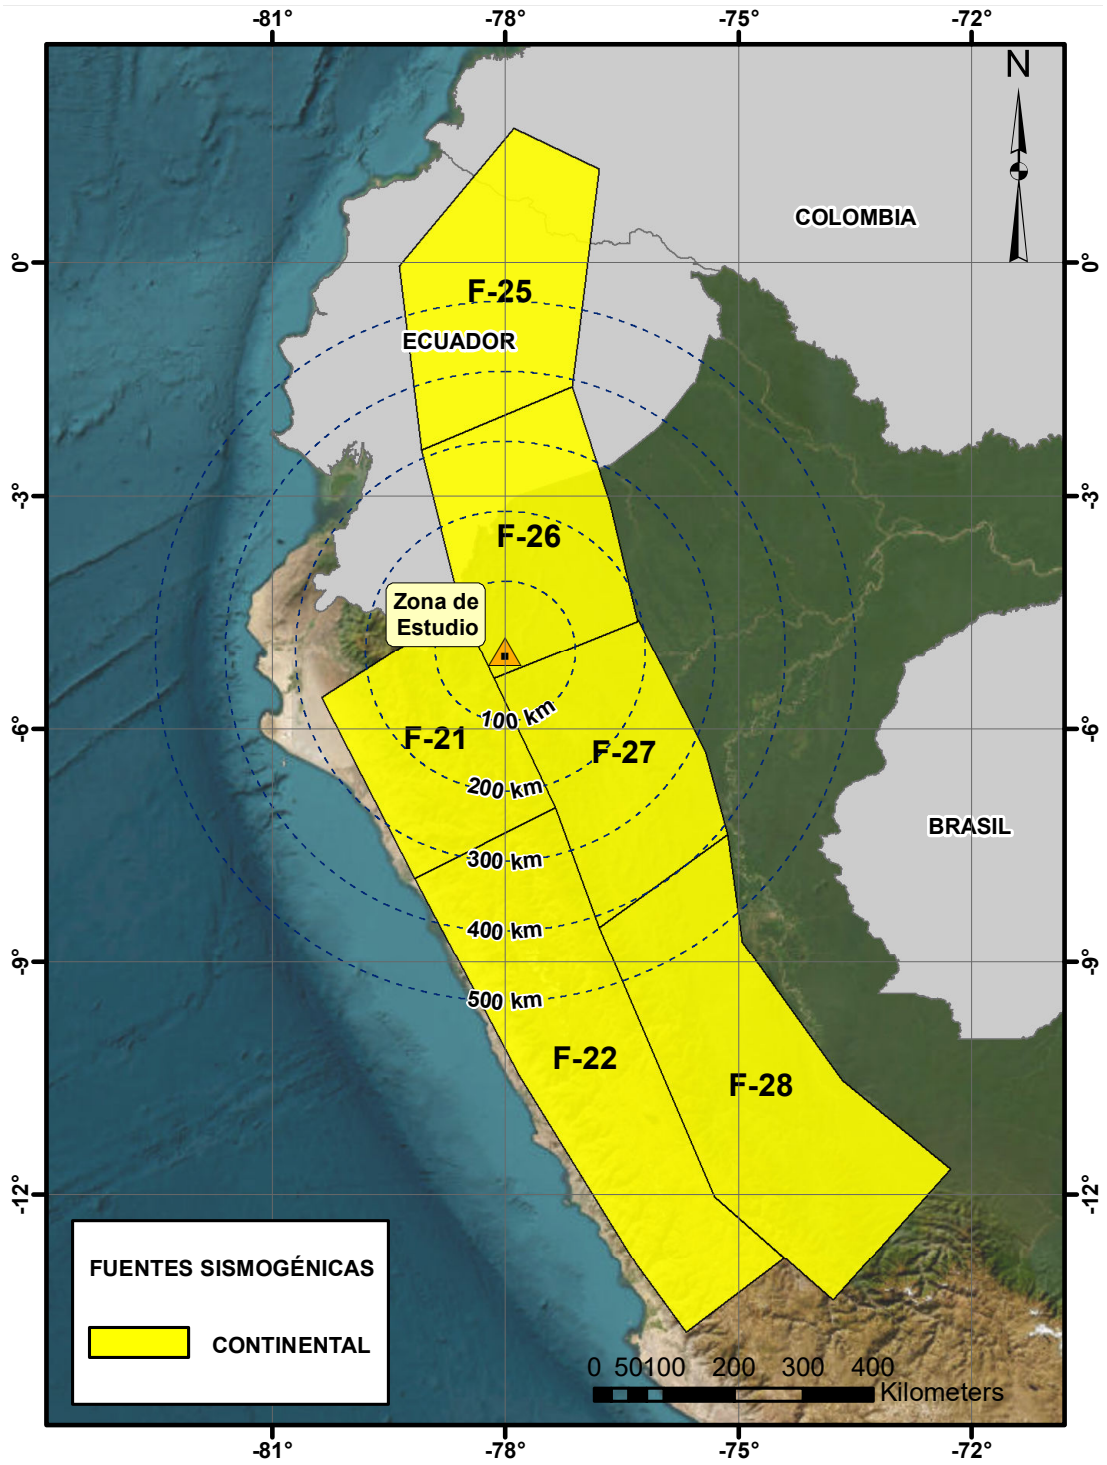 -81° -78° -75° -72°
N
COLOMBIA
0° 0°
F-25
ECUADOR
-3° -3°
F-26
Zona de
Estudio
100 km
-6° -6°
F-21 F-27
200 km
BRASIL
300 km
400 km
-9° -9°
500 km
F-22
F-28
-12° -12°
FUENTES SISMOGÉNICAS
CONTINENTAL
0 50 100 200 300 400
Kilometers
-81° -78° -75° -72°